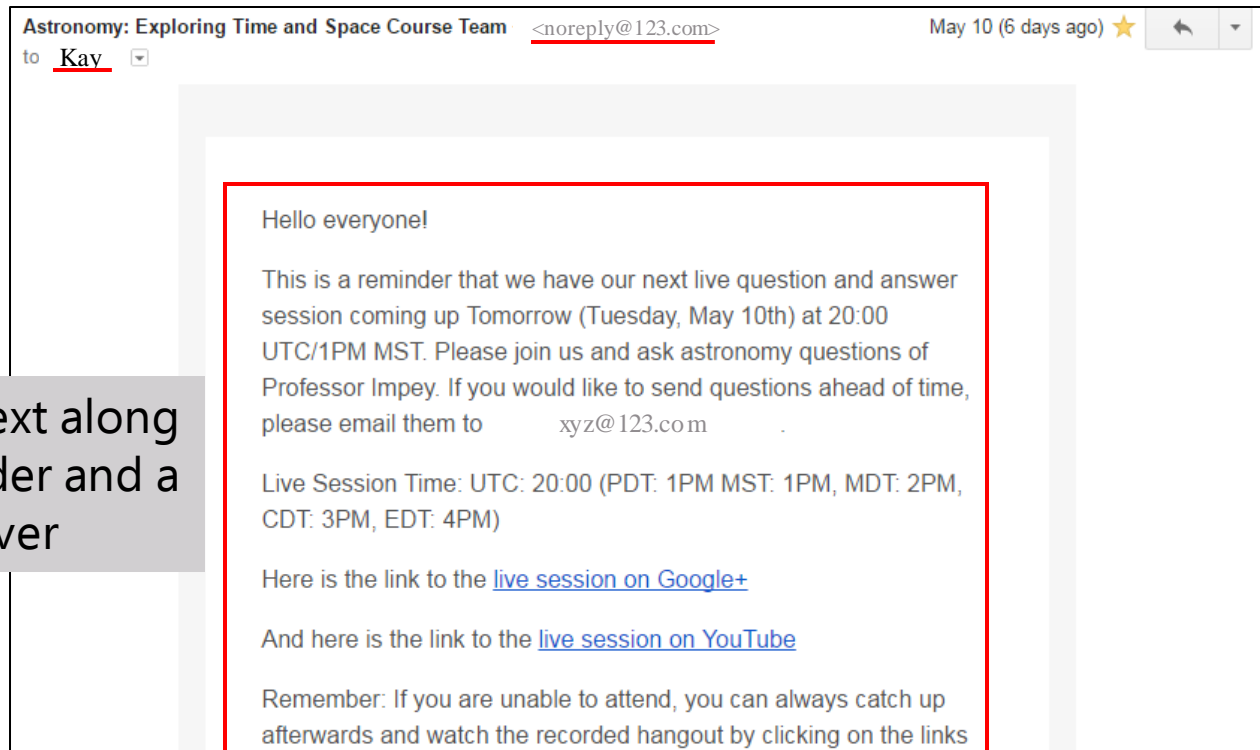 Astronomy: Exploring Time and Space Course Team <noreply@123.com> May 10 (6 days ago)
to Kay
Hello everyone!
This is a reminder that we have our next live question and answer
session coming up Tomorrow (Tuesday, May 10th) at 20:00
UTC/1PM MST. Please join us and ask astronomy questions of
Professor Impey. If you would like to send questions ahead of time,
please email them to xyz@123.com .
Live Session Time: UTC: 20:00 (PDT: 1PM MST: 1PM, MDT: 2PM,
CDT: 3PM, EDT: 4PM)
Here is the link to the live session on Google+
And here is the link to the live session on YouTube
Remember: If you are unable to attend, you can always catch up
afterwards and watch the recorded hangout by clicking on the links
along
and a